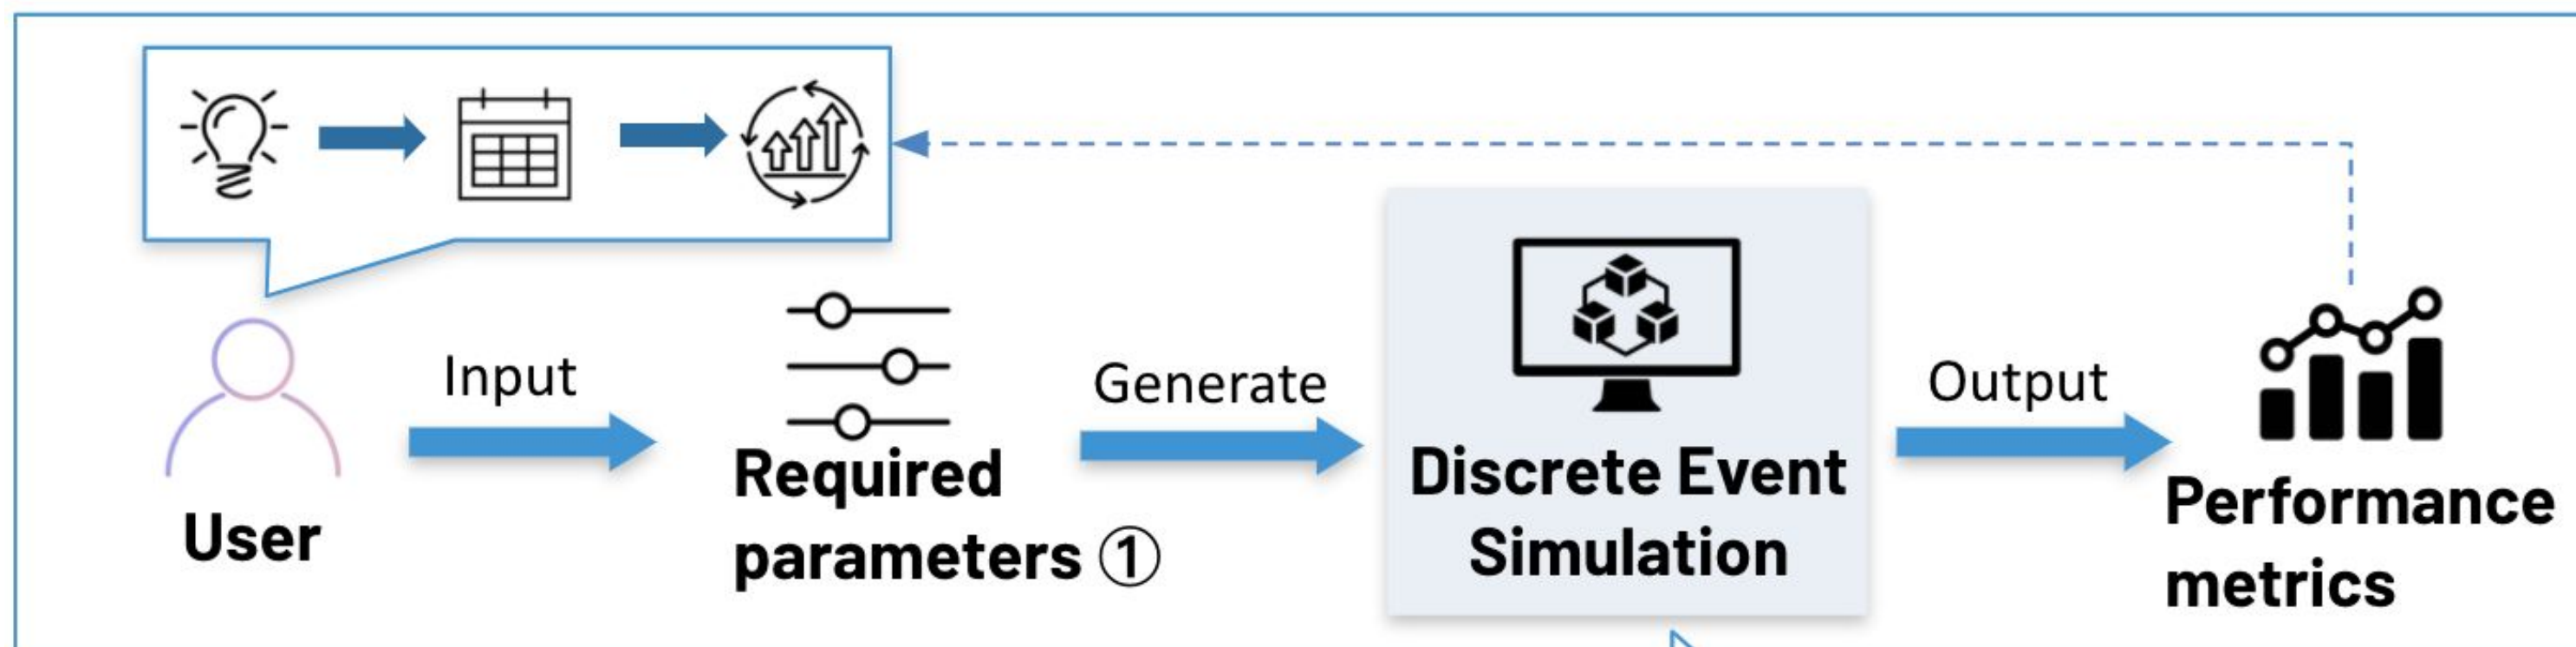 Input
Generate
Output
User
Required
parameters ①
Discrete Event
Simulation
Performance
metrics